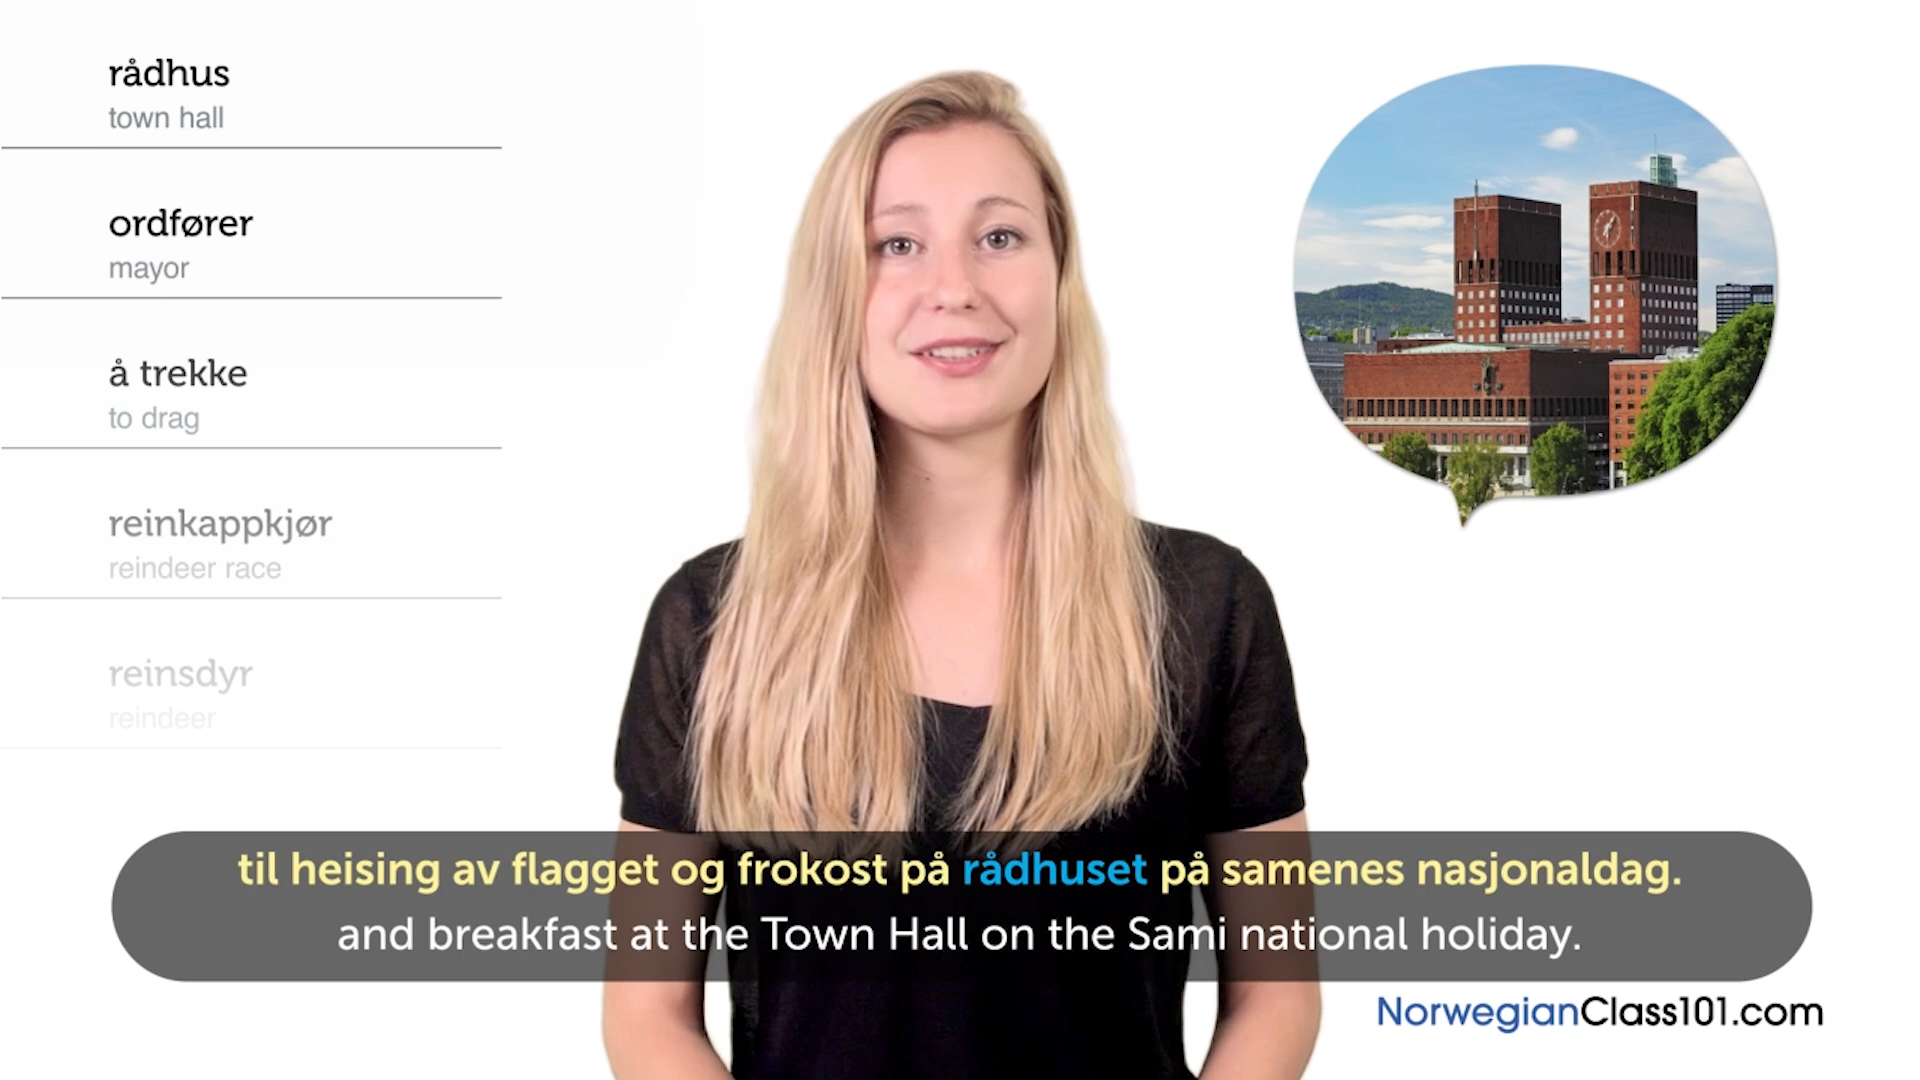 rådhus
town hall
ordfører
mayor
å trekke
to drag
reinkappkjør
reindeer race
reinsdyr
reindeer
til heising av flagget og frokost på rådhuset på samenes nasjonaldag.
and breakfast at the Town Hall on the Sami national holiday.
NorwegianClass101.com